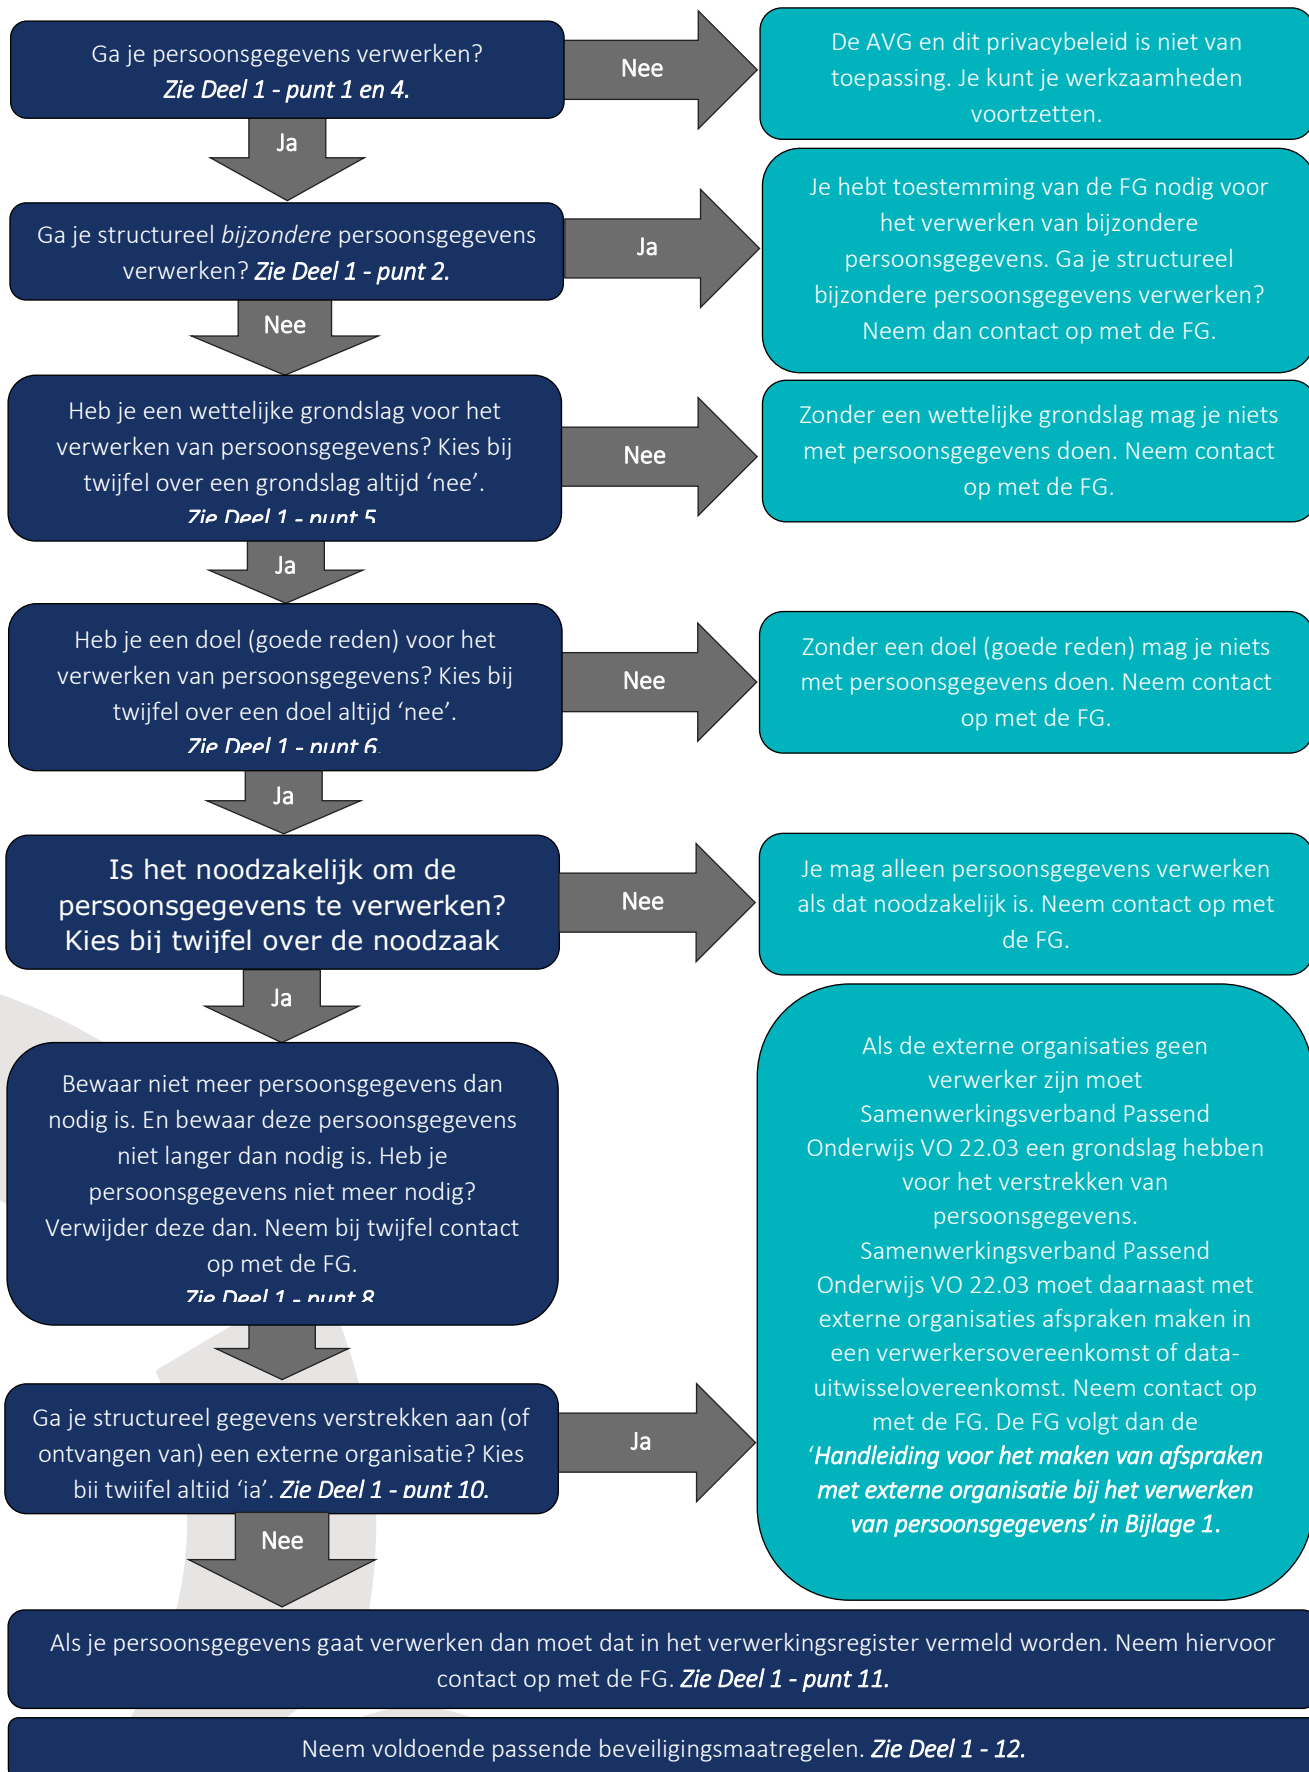 Ga je persoonsgegevens verwerken?
Zie Deel 1 - punt 1 en 4.
Nee
De AVG en dit privacybeleid is niet van
toepassing. Je kunt je werkzaamheden
voortzetten.
Ja
Ga je structureel bijzondere persoonsgegevens
verwerken? Zie Deel 1 - punt 2.
Ja
Je hebt toestemming van de FG nodig voor
het verwerken van bijzondere
persoonsgegevens. Ga je structureel
bijzondere persoonsgegevens verwerken?
Neem dan contact op met de FG.
Nee
Heb je een wettelijke grondslag voor het
verwerken van persoonsgegevens? Kies bij
twijfel over een grondslag altijd ‘nee’.
Zie Deel 1 - punt 5
Nee
Zonder een wettelijke grondslag mag je niets
met persoonsgegevens doen. Neem contact
op met de FG.
Ja
Heb je een doel (goede reden) voor het
verwerken van persoonsgegevens? Kies bij
twijfel over een doel altijd ‘nee’.
Zie Deel 1 - punt 6.
Nee
Zonder een doel (goede reden) mag je niets
met persoonsgegevens doen. Neem contact
op met de FG.
Ja
Is het noodzakelijk om de
persoonsgegevens te verwerken?
Kies bij twijfel over de noodzaak
Nee
Je mag alleen persoonsgegevens verwerken
als dat noodzakelijk is. Neem contact op met
de FG.
Ja
Bewaar niet meer persoonsgegevens dan
nodig is. En bewaar deze persoonsgegevens
niet langer dan nodig is. Heb je
persoonsgegevens niet meer nodig?
Verwijder deze dan. Neem bij twijfel contact
op met de FG.
Zie Deel 1 - punt 8
Ga je structureel gegevens verstrekken aan (of
ontvangen van) een externe organisatie? Kies
bij twijfel altijd ‘ja’. Zie Deel 1 - punt 10.
Ja
Als de externe organisaties geen
verwerker zijn moet
Samenwerkingsverband Passend
Onderwijs VO 22.03 een grondslag hebben
voor het verstrekken van
persoonsgegevens.
Samenwerkingsverband Passend
Onderwijs VO 22.03 moet daarnaast met
externe organisaties afspraken maken in
een verwerkersovereenkomst of data-
uitwisselovereenkomst. Neem contact op
met de FG. De FG volgt dan de
‘Handleiding voor het maken van afspraken
met externe organisatie bij het verwerken
van persoonsgegevens’ in Bijlage 1.
Nee
Als je persoonsgegevens gaat verwerken dan moet dat in het verwerkingsregister vermeld worden. Neem hiervoor
contact op met de FG. Zie Deel 1 - punt 11.
Neem voldoende passende beveiligingsmaatregelen. Zie Deel 1 - 12.